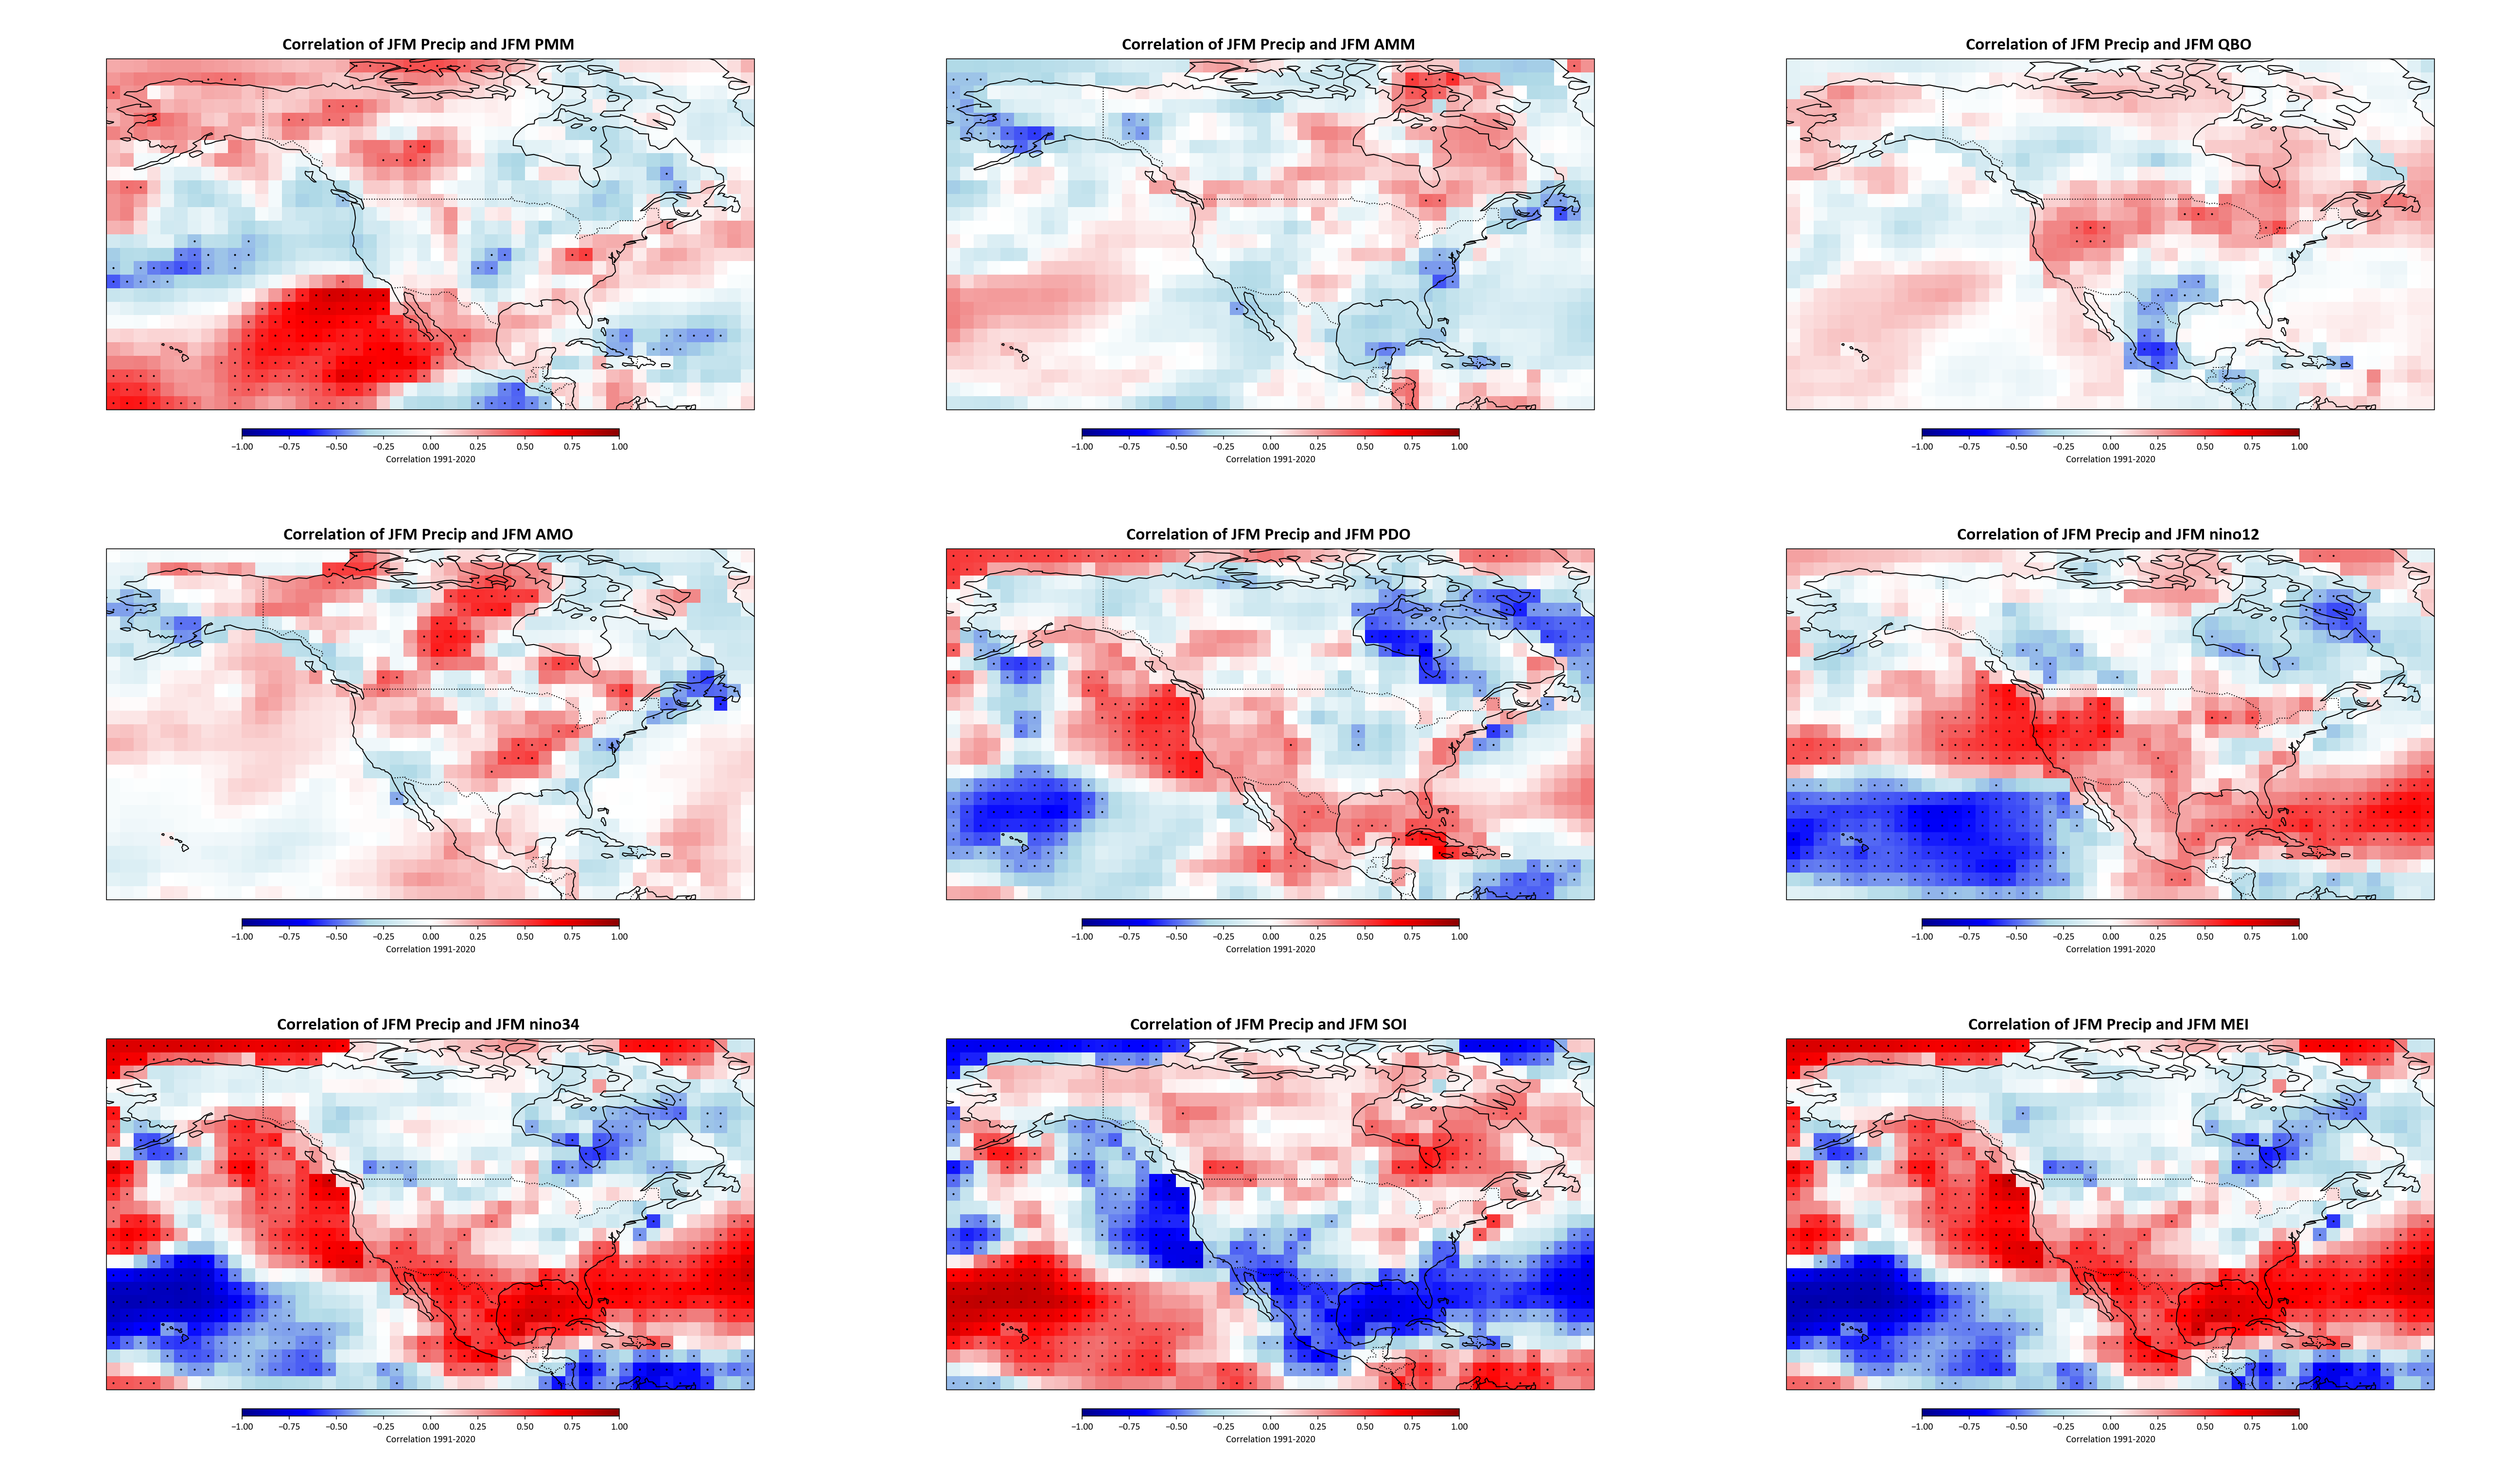 Correlation of JFM Precip and JFM PMM
Correlation of JFM Precip and JFM AMM
Correlation of JFM Precip and JFM QBO
−1.00 −0.75 −0.50 −0.25 0.00 0.25 0.50 0.75 1.00
Correlation 1991-2020
−1.00 −0.75 −0.50 −0.25 0.00 0.25 0.50 0.75 1.00
Correlation 1991-2020
−1.00 −0.75 −0.50 −0.25 0.00 0.25 0.50 0.75 1.00
Correlation 1991-2020
Correlation of JFM Precip and JFM AMO
Correlation of JFM Precip and JFM PDO
Correlation of JFM Precip and JFM nino12
−1.00 −0.75 −0.50 −0.25 0.00 0.25 0.50 0.75 1.00
Correlation 1991-2020
−1.00 −0.75 −0.50 −0.25 0.00 0.25 0.50 0.75 1.00
Correlation 1991-2020
−1.00 −0.75 −0.50 −0.25 0.00 0.25 0.50 0.75 1.00
Correlation 1991-2020
Correlation of JFM Precip and JFM nino34
Correlation of JFM Precip and JFM SOI
Correlation of JFM Precip and JFM MEI
−1.00 −0.75 −0.50 −0.25 0.00 0.25 0.50 0.75 1.00
Correlation 1991-2020
−1.00 −0.75 −0.50 −0.25 0.00 0.25 0.50 0.75 1.00
Correlation 1991-2020
−1.00 −0.75 −0.50 −0.25 0.00 0.25 0.50 0.75 1.00
Correlation 1991-2020